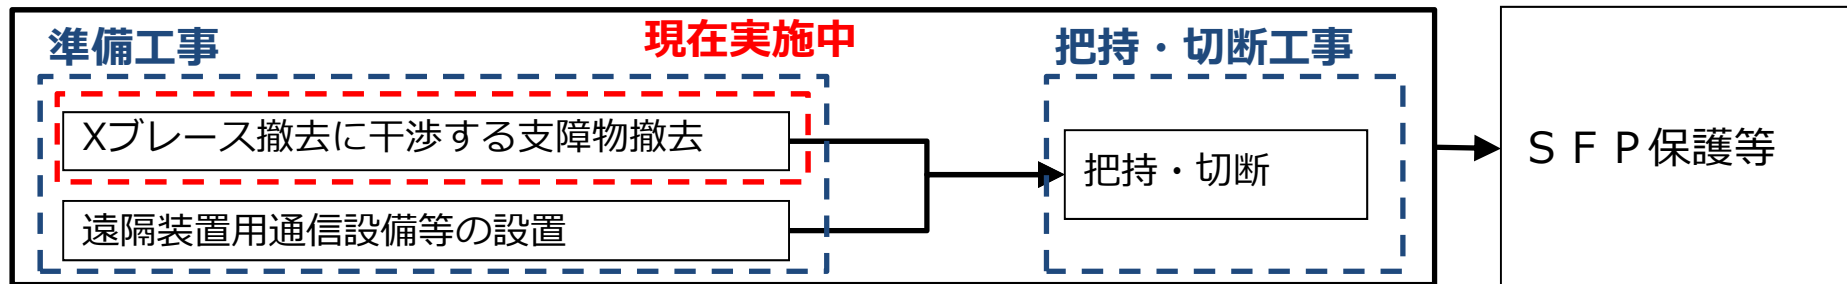 準備工事
現在実施中
把持・切断工事
Xブレース撤去に干渉する支障物撤去
遠隔装置用通信設備等の設置
把持・切断
ＳＦＰ保護等